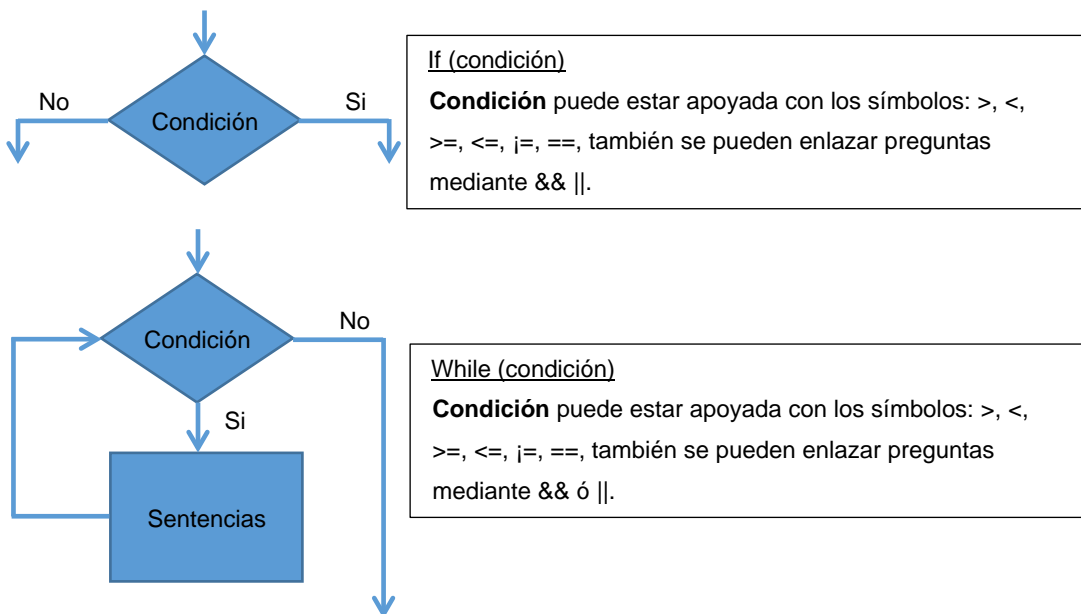 No
Condición
Si
If (condición)
Condición puede estar apoyada con los símbolos: >, <,
>=, <=, ¡=, ==, también se pueden enlazar preguntas
mediante && ||.
Condición
No
Si
Sentencias
While (condición)
Condición puede estar apoyada con los símbolos: >, <,
>=, <=, ¡=, ==, también se pueden enlazar preguntas
mediante && ó ||.